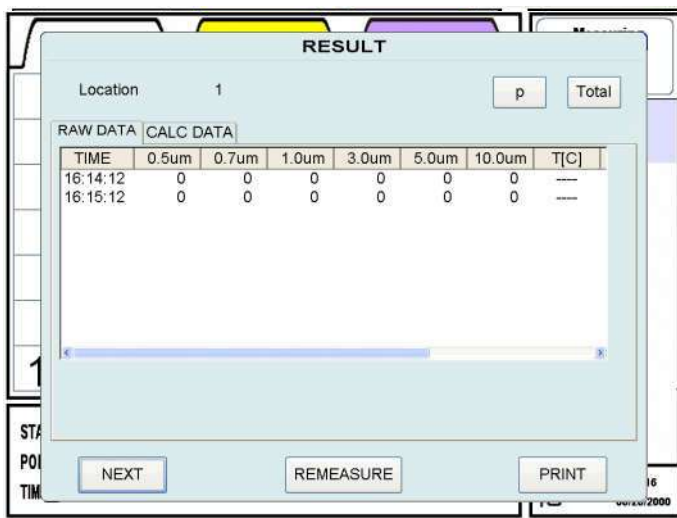 RESULT
Location 1 p Total
RAW DATA CALC DATA
TIME 0.5um 0.7um 1.0um 3.0um 5.0um 10.0um T[C]
16:14:12 0 0 0 0 0 0 ----
16:15:12 0 0 0 0 0 0 ----
NEXT REMEASURE PRINT